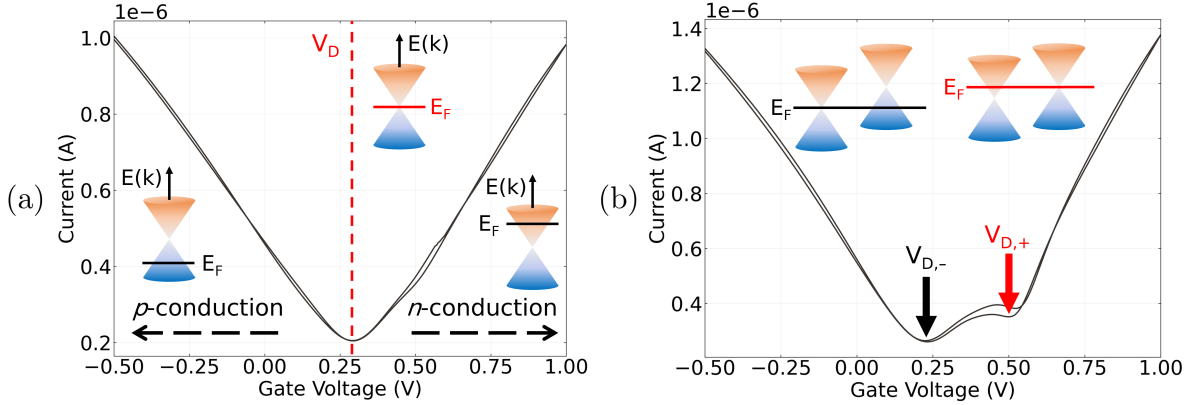 (a)
1e−6
Current (A)
1.0
0.8
0.6
0.4
0.2
−0.50
−0.25
0.00
0.25
0.50
0.75
1.00
Gate Voltage (V)
V_D
E(k)
E_F
E(k)
E_F
E(k)
E_F
p-conduction
n-conduction
(b)
1e−6
Current (A)
1.4
1.2
1.0
0.8
0.6
0.4
−0.50
−0.25
0.00
0.25
0.50
0.75
1.00
Gate Voltage (V)
E_F
E_F
V_D,−
V_D,+